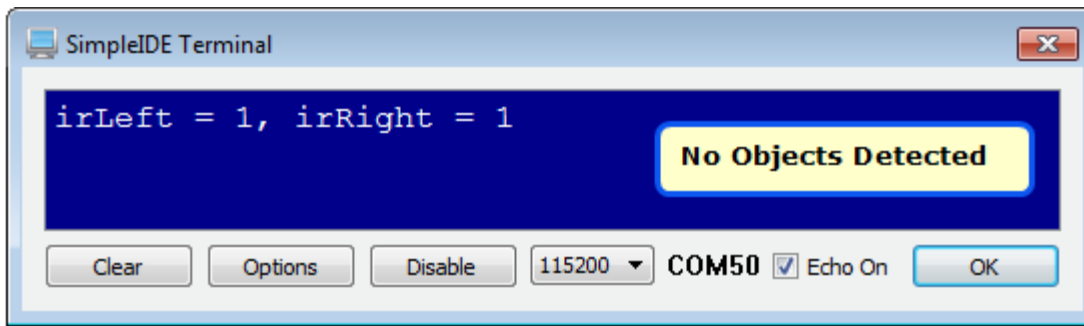 SimpleIDE Terminal
irLeft = 1, irRight = 1
No Objects Detected
Clear Options Disable 115200 COM50 Echo On OK